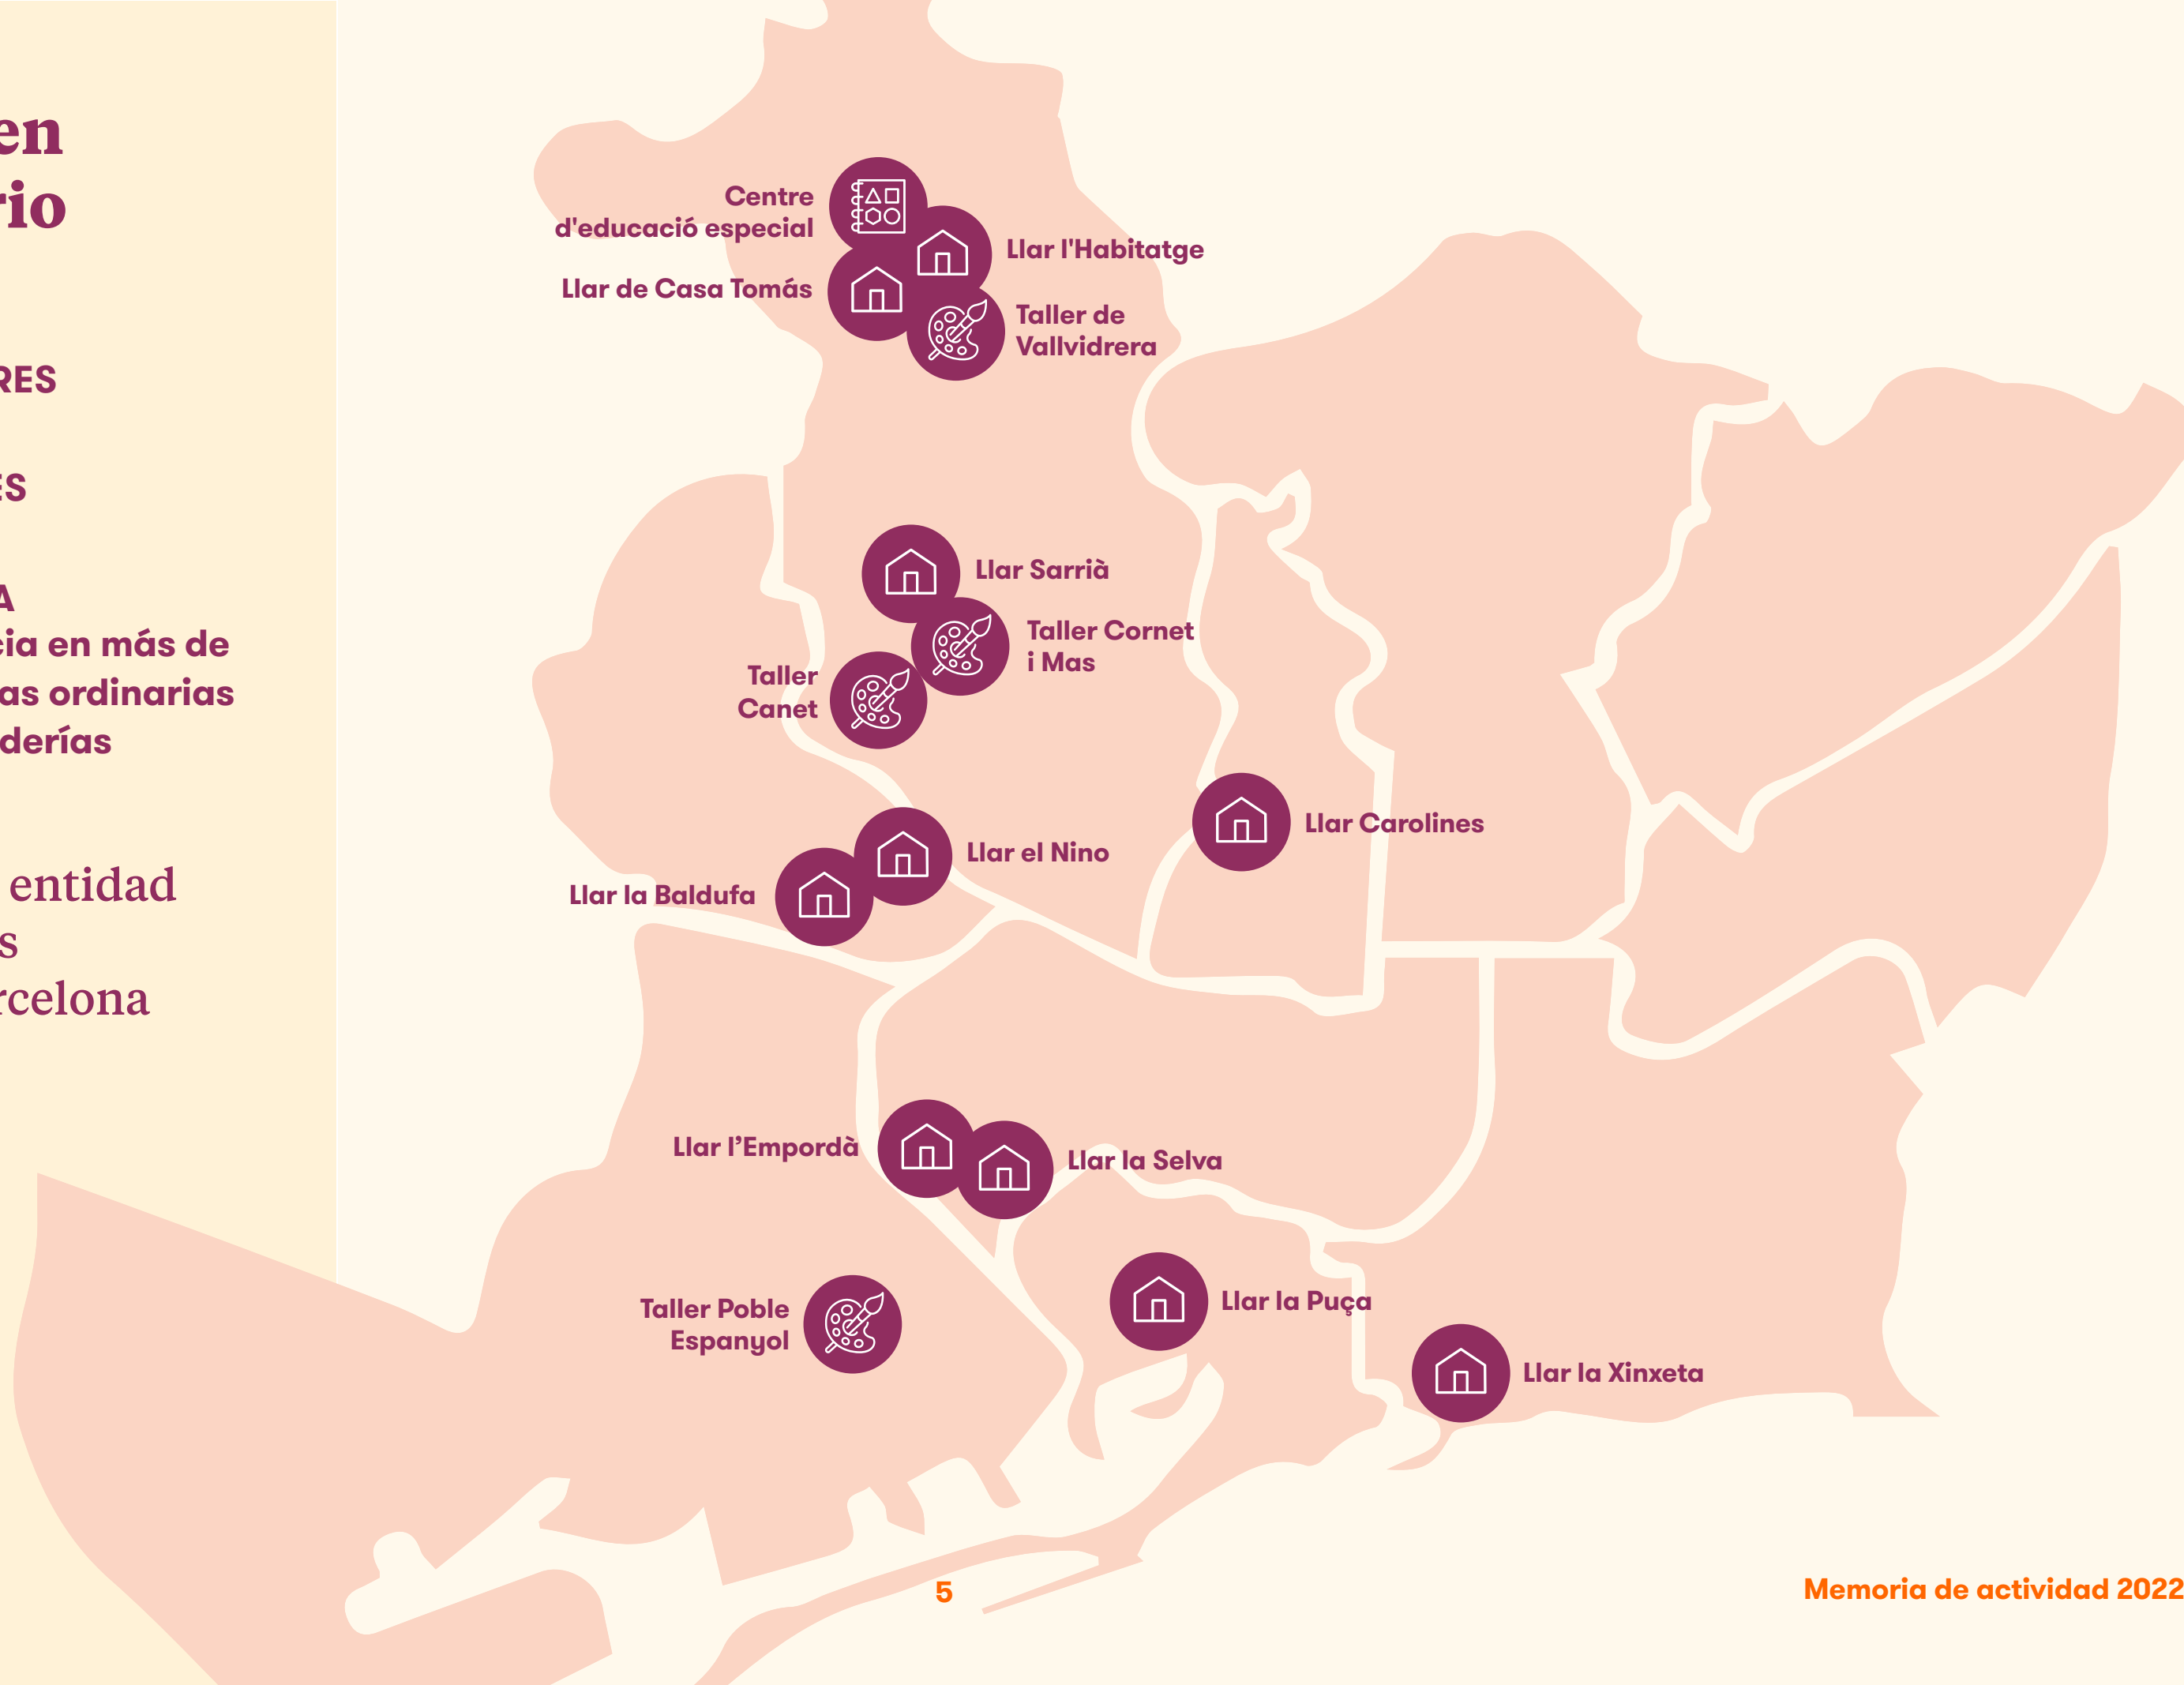 en
rio
RES
ES
A
cia en más de
as ordinarias
derías
entidad
s
rcelona
Centre
d'educació especial
Llar l'Habitatge
Llar de Casa Tomás
Taller de
Vallvidrera
Llar Sarrià
Taller Cornet
i Mas
Taller
Canet
Llar Carolines
Llar el Nino
Llar la Baldufa
Llar l’Empordà
Llar la Selva
Llar la Puça
Taller Poble
Espanyol
Llar la Xinxeta
5
Memoria de actividad 2022